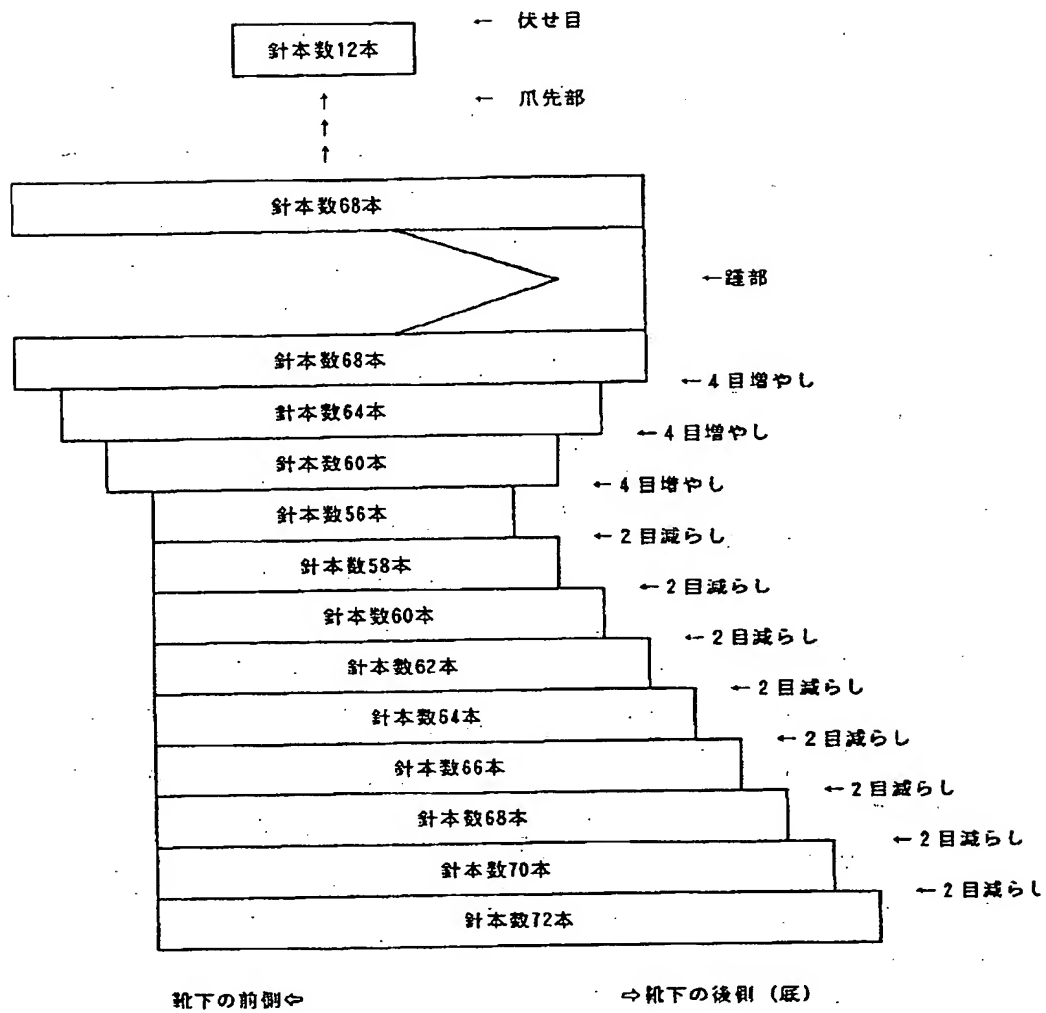 ← 伏せ目
針本数12本
↑ ← 爪先部
↑
↑
針本数68本
←踵部
針本数68本
←4目増やし
針本数64本
←4目増やし
針本数60本
←4目増やし
針本数56本
←2目減らし
針本数58本
←2目減らし
針本数60本
←2目減らし
針本数62本
←2目減らし
針本数64本
←2目減らし
針本数66本
←2目減らし
針本数68本
←2目減らし
針本数70本
←2目減らし
針本数72本
靴下の前側⇦ ⇨靴下の後側(底)